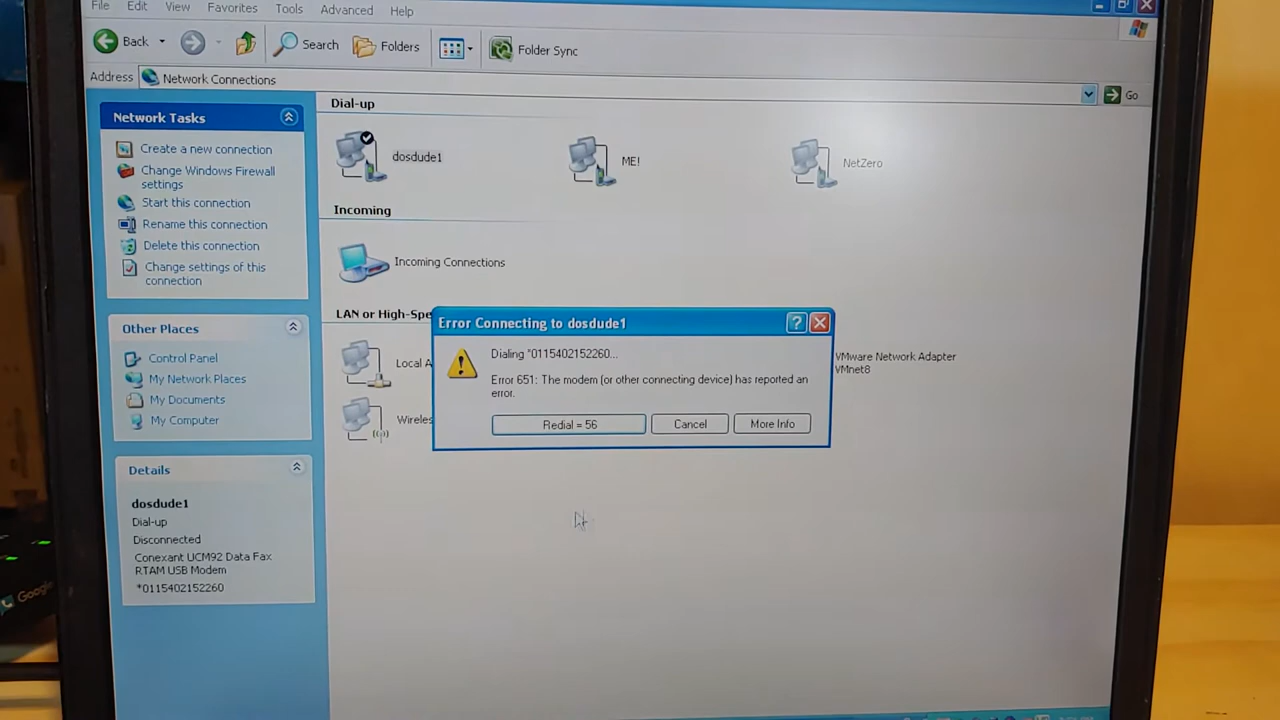 File Edit View Favorites Tools Advanced Help
Back Search Folders Folder Sync
Address Network Connections Go
Network Tasks
Create a new connection
Change Windows Firewall
settings
Start this connection
Rename this connection
Delete this connection
Change settings of this
connection
Other Places
Control Panel
My Network Places
My Documents
My Computer
Details
dosdude1
Dial-up
Disconnected
Conexant UCM92 Data Fax
RTAM USB Modem
*0115402152260
Dial-up
dosdude1 ME! NetZero
Incoming
Incoming Connections
LAN or High-Spe
Local A
Wireles
VMware Network Adapter
VMnet8
Error Connecting to dosdude1
Dialing *0115402152260...
Error 651: The modem (or other connecting device) has reported an
error.
Redial = 56 Cancel More Info
Google